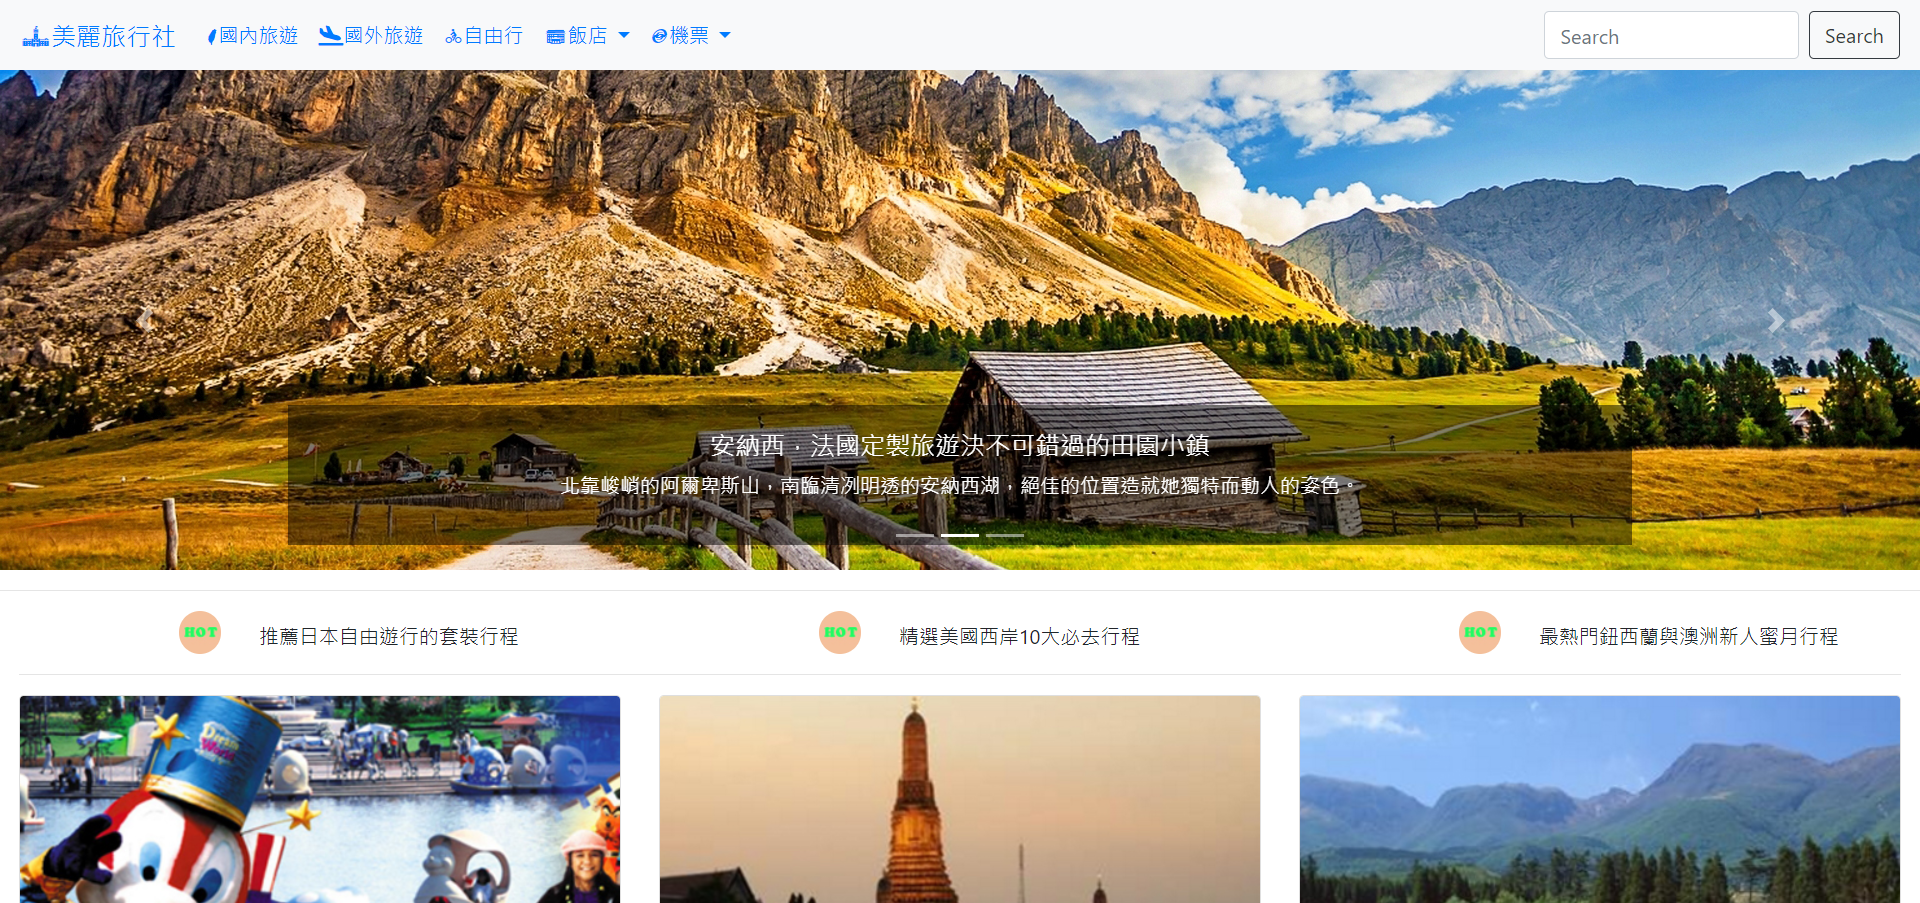 美麗旅行社 國內旅遊 國外旅遊 自由行 飯店 機票 Search Search
安納西，法國定製旅遊決不可錯過的田園小鎮
北靠峻峭的阿爾卑斯山，南臨清冽明透的安納西湖，絕佳的位置造就她獨特而動人的姿色。
HOT 推薦日本自由遊行的套裝行程 HOT 精選美國西岸10大必去行程 HOT 最熱門鈕西蘭與澳洲新人蜜月行程
Dream World